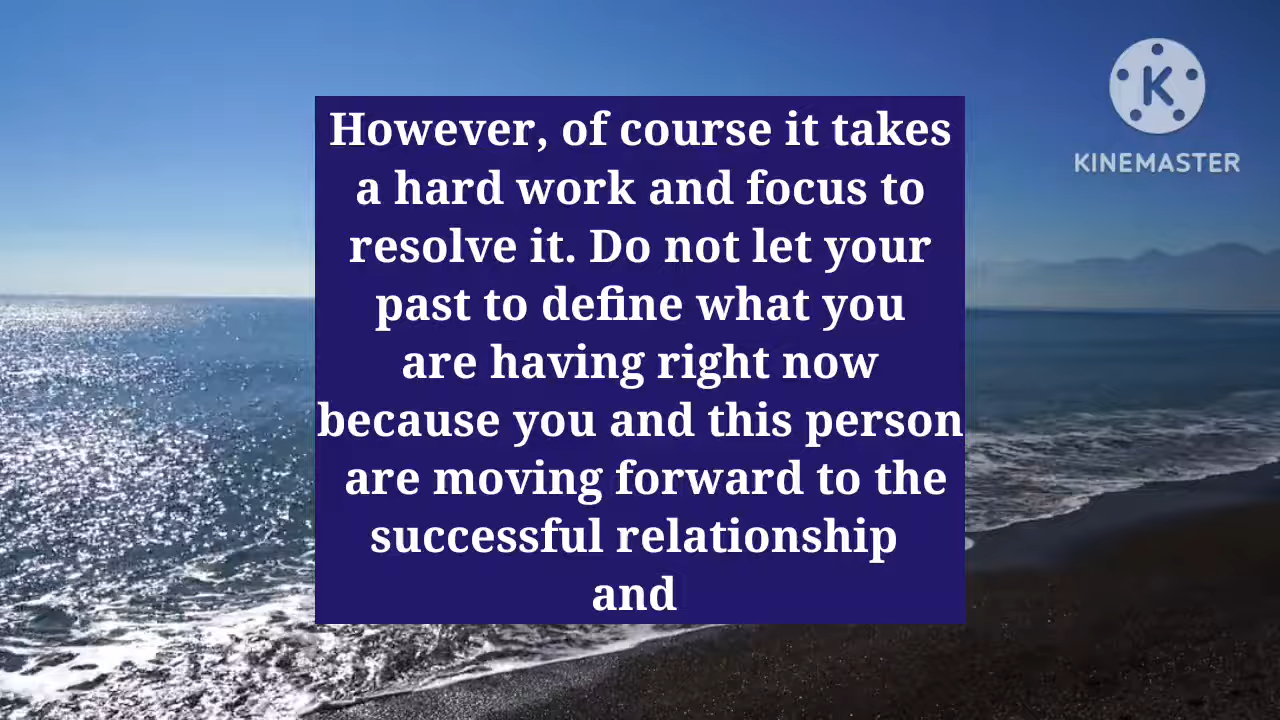 However, of course it takes
a hard work and focus to
resolve it. Do not let your
past to define what you
are having right now
because you and this person
are moving forward to the
successful relationship
and
K
KINEMASTER